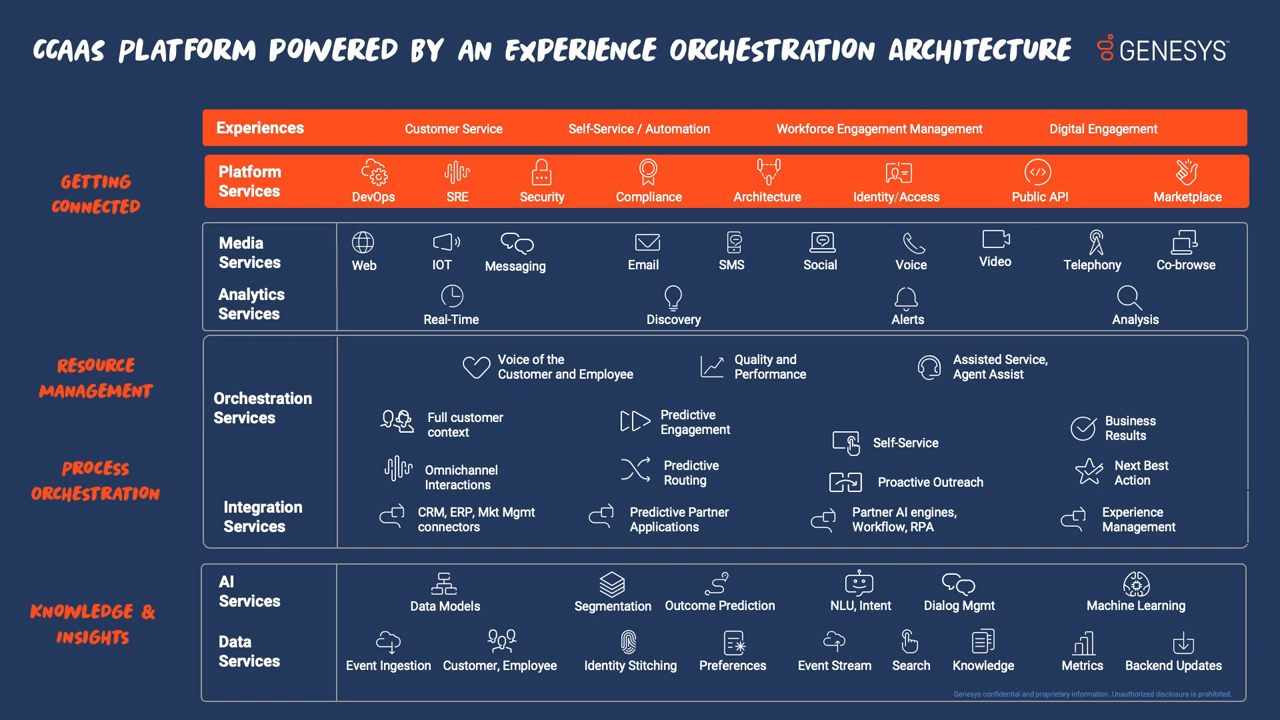 CCAAS PLATFORM POWERED BY AN EXPERIENCE ORCHESTRATION ARCHITECTURE
GENESYS™
Experiences
Customer Service
Self-Service / Automation
Workforce Engagement Management
Digital Engagement
GETTING
CONNECTED
Platform
Services
DevOps
SRE
Security
Compliance
Architecture
Identity/Access
Public API
Marketplace
Media
Services
Web
IOT
Messaging
Email
SMS
Social
Voice
Video
Telephony
Co-browse
Analytics
Services
Real-Time
Discovery
Alerts
Analysis
RESOURCE
MANAGEMENT
PROCESS
ORCHESTRATION
Orchestration
Services
Voice of the
Customer and Employee
Quality and
Performance
Assisted Service,
Agent Assist
Full customer
context
Predictive
Engagement
Self-Service
Business
Results
Omnichannel
Interactions
Predictive
Routing
Proactive Outreach
Next Best
Action
Integration
Services
CRM, ERP, Mkt Mgmt
connectors
Predictive Partner
Applications
Partner AI engines,
Workflow, RPA
Experience
Management
KNOWLEDGE &
INSIGHTS
AI
Services
Data Models
Segmentation
Outcome Prediction
NLU, Intent
Dialog Mgmt
Machine Learning
Data
Services
Event Ingestion
Customer, Employee
Identity Stitching
Preferences
Event Stream
Search
Knowledge
Metrics
Backend Updates
Genesys confidential and proprietary information. Unauthorized disclosure is prohibited.